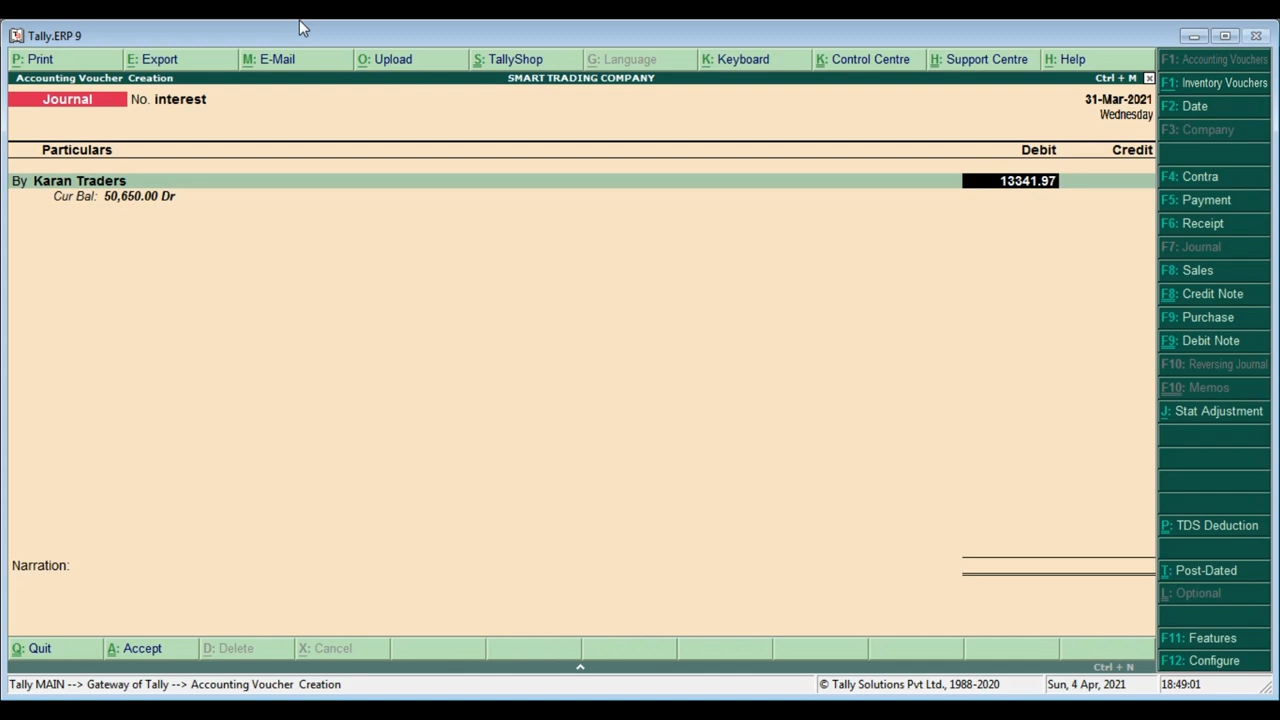 Tally.ERP 9
P: Print E: Export M: E-Mail O: Upload S: TallyShop G: Language K: Keyboard K: Control Centre H: Support Centre H: Help
Accounting Voucher Creation SMART TRADING COMPANY Ctrl + M
Journal No. interest 31-Mar-2021
Wednesday
Particulars Debit Credit
By Karan Traders 13341.97
Cur Bal: 50,650.00 Dr
Narration:
Q: Quit A: Accept D: Delete X: Cancel
Ctrl + N
Tally MAIN --> Gateway of Tally --> Accounting Voucher Creation © Tally Solutions Pvt Ltd., 1988-2020 Sun, 4 Apr, 2021 18:49:01
F1: Accounting Vouchers
F1: Inventory Vouchers
F2: Date
F3: Company
F4: Contra
F5: Payment
F6: Receipt
F7: Journal
F8: Sales
F8: Credit Note
F9: Purchase
F9: Debit Note
F10: Reversing Journal
F10: Memos
J: Stat Adjustment
P: TDS Deduction
T: Post-Dated
L: Optional
F11: Features
F12: Configure